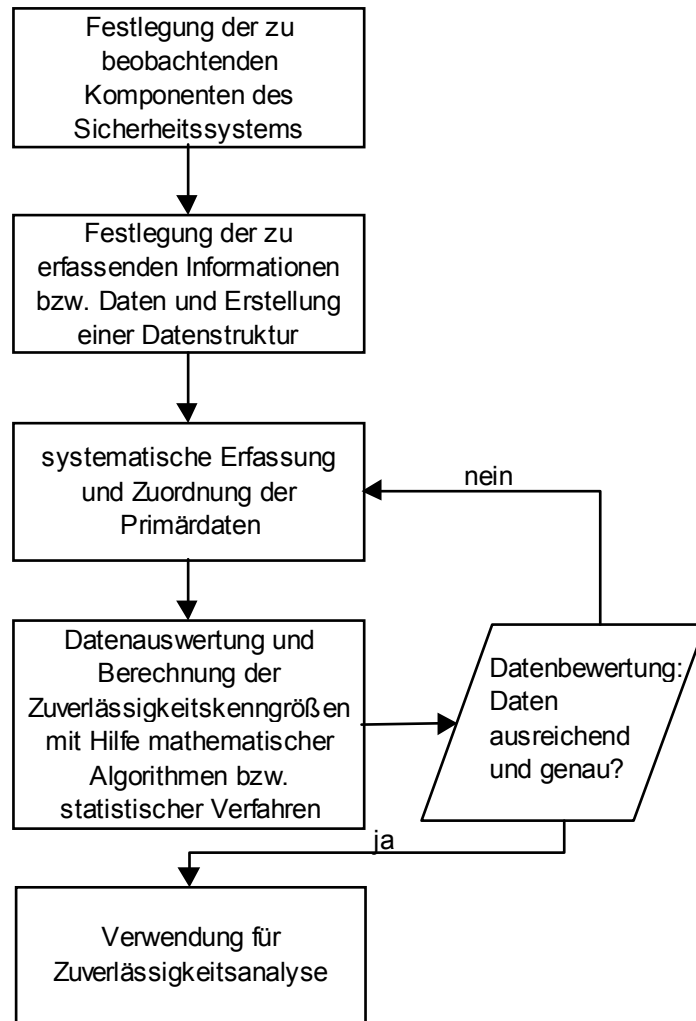 Festlegung der zu
beobachtenden
Komponenten des
Sicherheitssystems
Festlegung der zu
erfassenden Informationen
bzw. Daten und Erstellung
einer Datenstruktur
systematische Erfassung
und Zuordnung der
Primärdaten
nein
Datenauswertung und
Berechnung der
Zuverlässigkeitskenngrößen
mit Hilfe mathematischer
Algorithmen bzw.
statistischer Verfahren
Datenbewertung:
Daten
ausreichend
und genau?
ja
Verwendung für
Zuverlässigkeitsanalyse